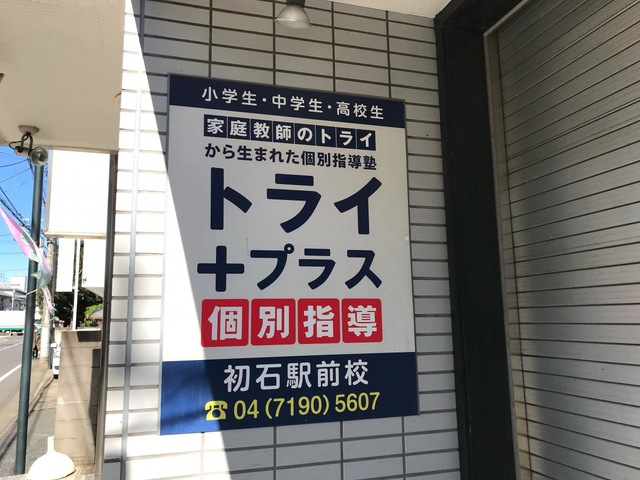 小学生・中学生・高校生
家庭教師のトライ
から生まれた個別指導塾
トライ
+プラス
個別指導
初石駅前校
☎04(7190)5607